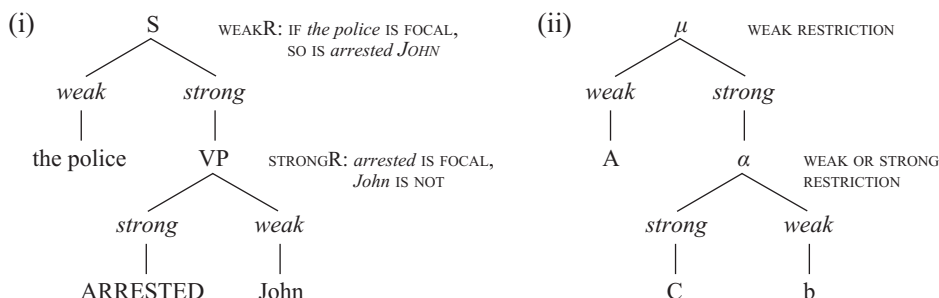 (i) S WEAKR: IF the police IS FOCAL, (ii) μ WEAK RESTRICTION
SO IS arrested JOHN
weak strong weak strong
the police VP STRONGR: arrested IS FOCAL, A α WEAK OR STRONG
John IS NOT RESTRICTION
strong weak strong weak
ARRESTED John C b